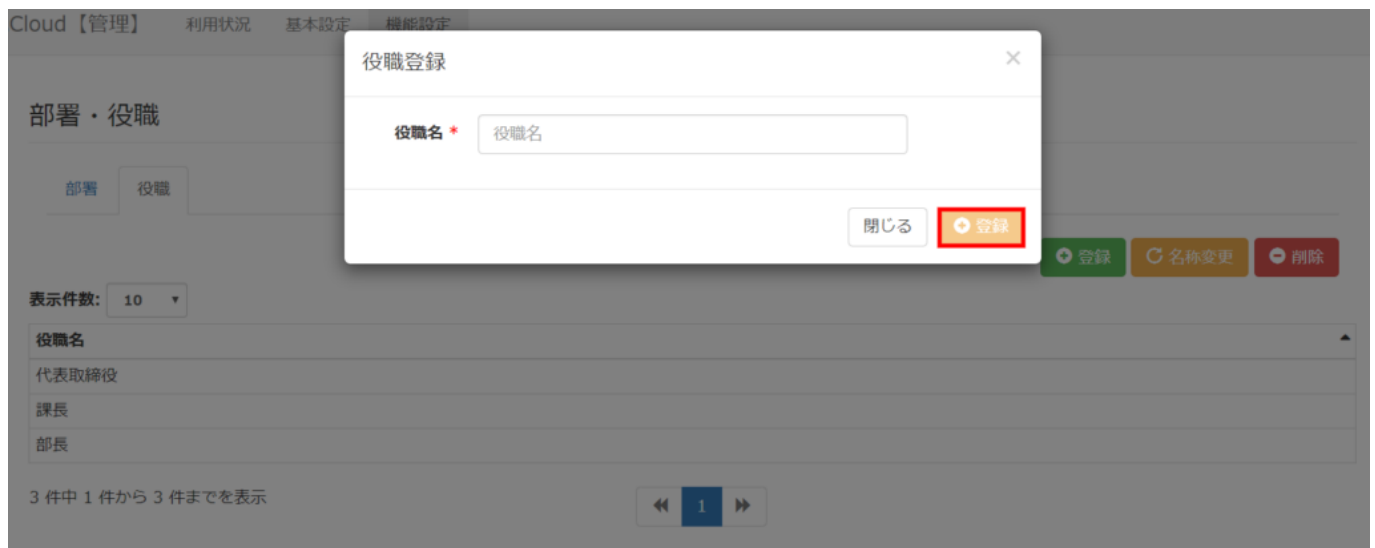 Cloud【管理】 利用状況 基本設定 機能設定
役職登録 ×
部署・役職
役職名 * 役職名
部署 役職
閉じる 登録
登録 名称変更 削除
表示件数: 10
役職名
代表取締役
課長
部長
3 件中 1 件から 3 件までを表示
1